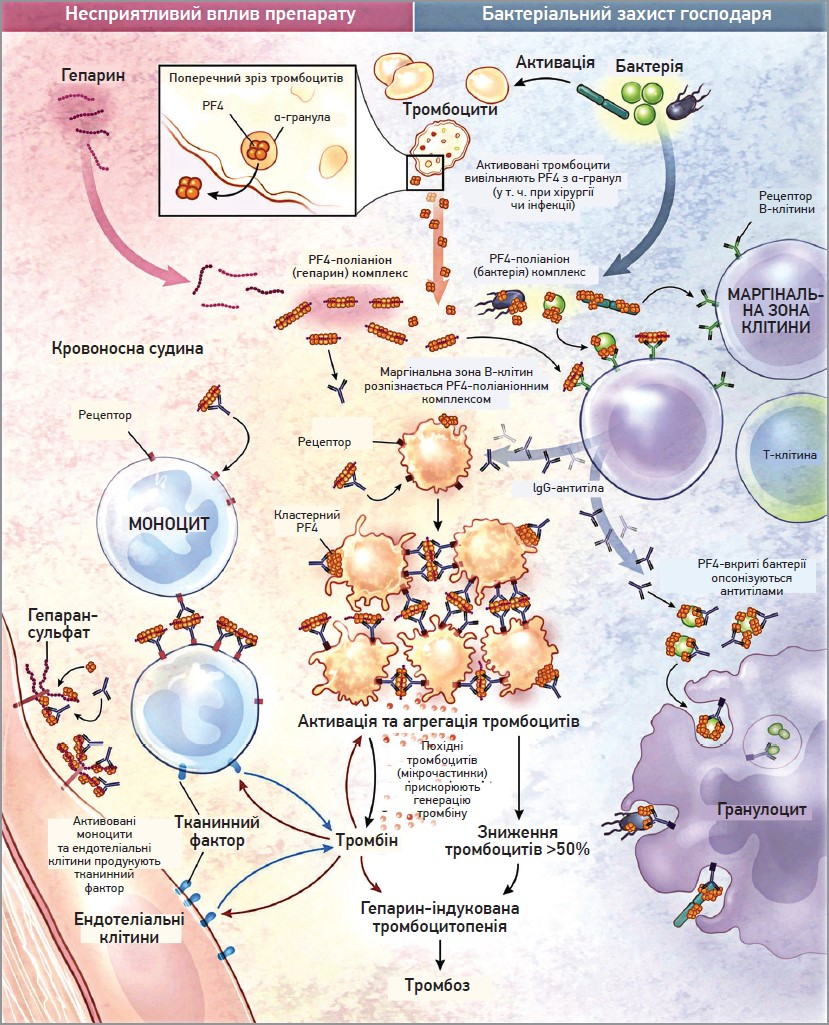 Несприятливий вплив препарату
Бактеріальний захист господаря
Гепарин
Поперечний зріз тромбоцитів
PF4
α-гранула
Тромбоцити
Активація
Бактерія
Активовані тромбоцити
вивільняють PF4 з α-гранул
(у т. ч. при хірургії
чи інфекції)
Рецептор
В-клітини
PF4-поліаніон
(гепарин) комплекс
PF4-поліаніон
(бактерія) комплекс
МАРГІНАЛЬ-
НА ЗОНА
КЛІТИНИ
Кровоносна судина
Маргінальна зона В-клітин
розпізнається PF4-поліаніонним
комплексом
Рецептор
Рецептор
Т-клітина
IgG-антитіла
МОНОЦИТ
Кластерний
PF4
PF4-вкриті бактерії
опсонізуються
антитілами
Гепаран-
сульфат
Активація та агрегація тромбоцитів
Похідні
тромбоцитів
(мікрочастинки)
прискорюють
генерацію
тромбіну
Гранулоцит
Активовані
моноцити
та ендотеліальні
клітини продукують
тканинний
фактор
Тканинний
фактор
Тромбін
Зниження
тромбоцитів >50%
Ендотеліальні
клітини
Гепарин-індукована
тромбоцитопенія
Тромбоз